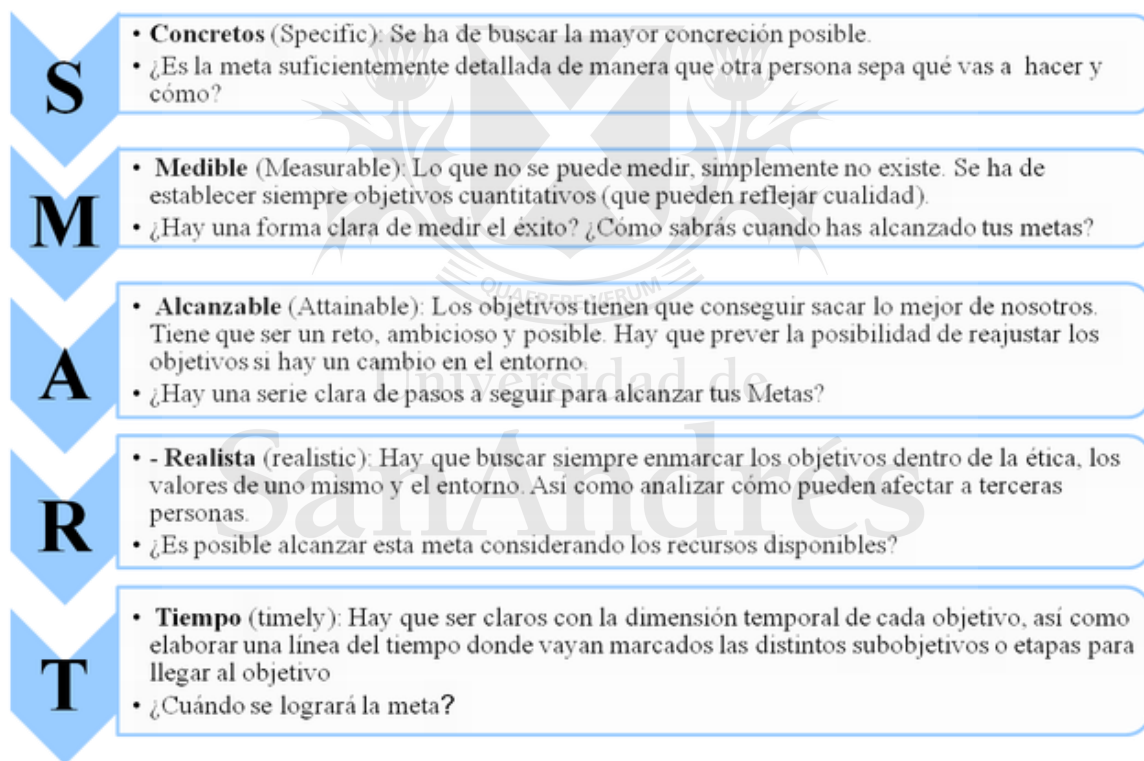 S
• Concretos (Specific): Se ha de buscar la mayor concreción posible.
• ¿Es la meta suficientemente detallada de manera que otra persona sepa qué vas a hacer y
cómo?
M
• Medible (Measurable): Lo que no se puede medir, simplemente no existe. Se ha de
establecer siempre objetivos cuantitativos (que pueden reflejar cualidad).
• ¿Hay una forma clara de medir el éxito? ¿Cómo sabrás cuando has alcanzado tus metas?
QUAERERE VERUM
A
• Alcanzable (Attainable): Los objetivos tienen que conseguir sacar lo mejor de nosotros.
Tiene que ser un reto, ambicioso y posible. Hay que prever la posibilidad de reajustar los
objetivos si hay un cambio en el entorno.
• ¿Hay una serie clara de pasos a seguir para alcanzar tus Metas?
Universidad de
SanAndrés
R
• - Realista (realistic): Hay que buscar siempre enmarcar los objetivos dentro de la ética, los
valores de uno mismo y el entorno. Así como analizar cómo pueden afectar a terceras
personas.
• ¿Es posible alcanzar esta meta considerando los recursos disponibles?
T
• Tiempo (timely): Hay que ser claros con la dimensión temporal de cada objetivo, así como
elaborar una línea del tiempo donde vayan marcados las distintos subobjetivos o etapas para
llegar al objetivo
• ¿Cuándo se logrará la meta?